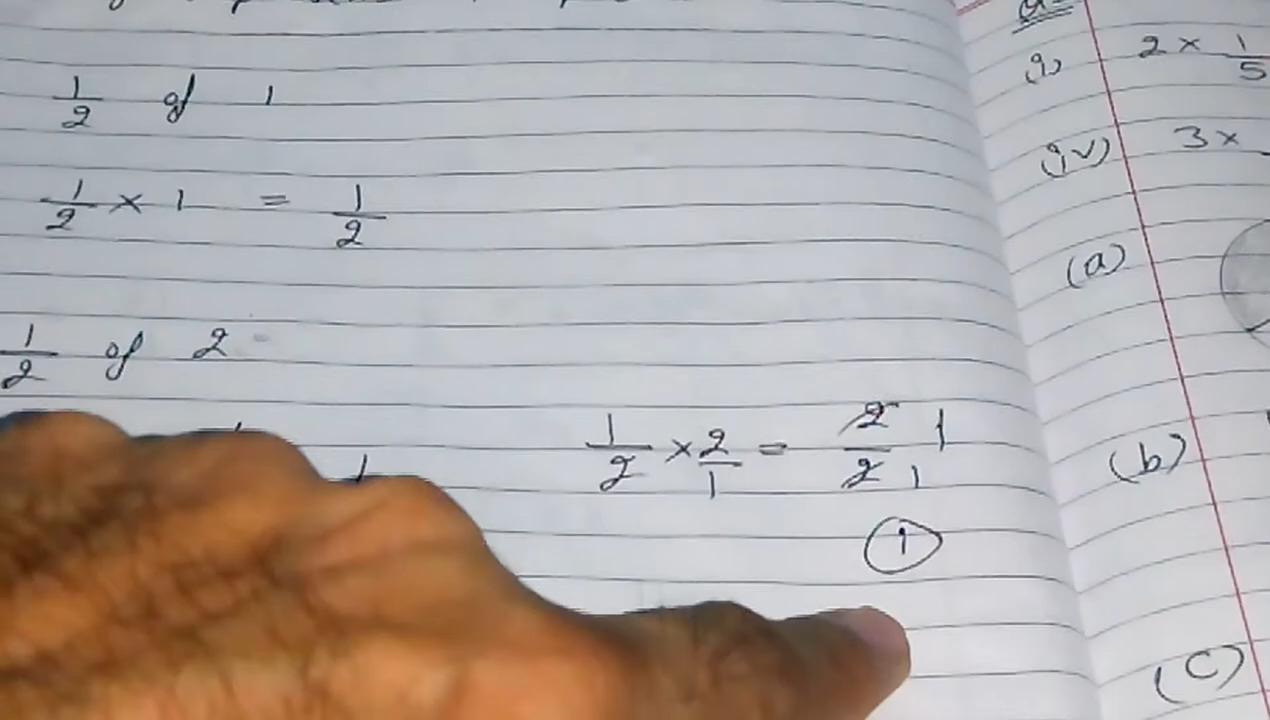 1/2 of 1
1/2 × 1 = 1/2
1/2 of 2
1/2 × 2/1 = 2/2 1 1
1
(i) 2 × 1/5
(iv) 3 ×
(a)
(b)
(c)